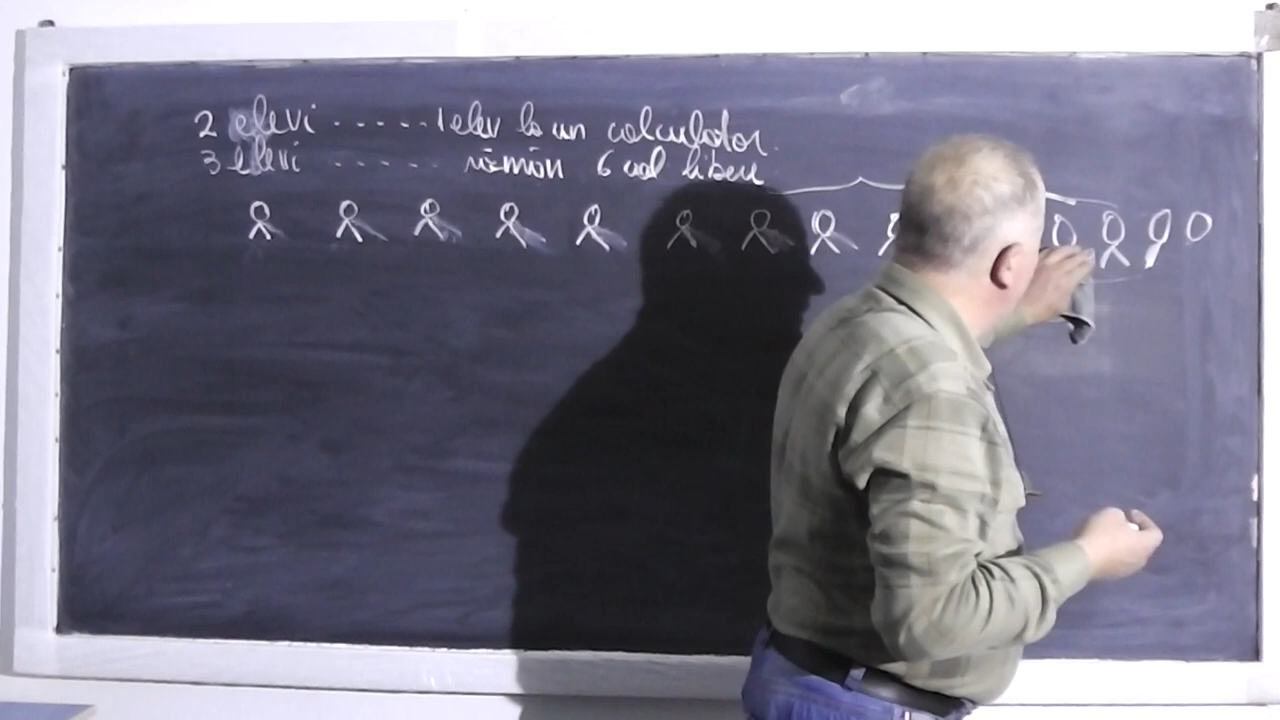 2 elevi ..... 1 elev la un calculator.
3 elevi ..... rămân 6 cal libere